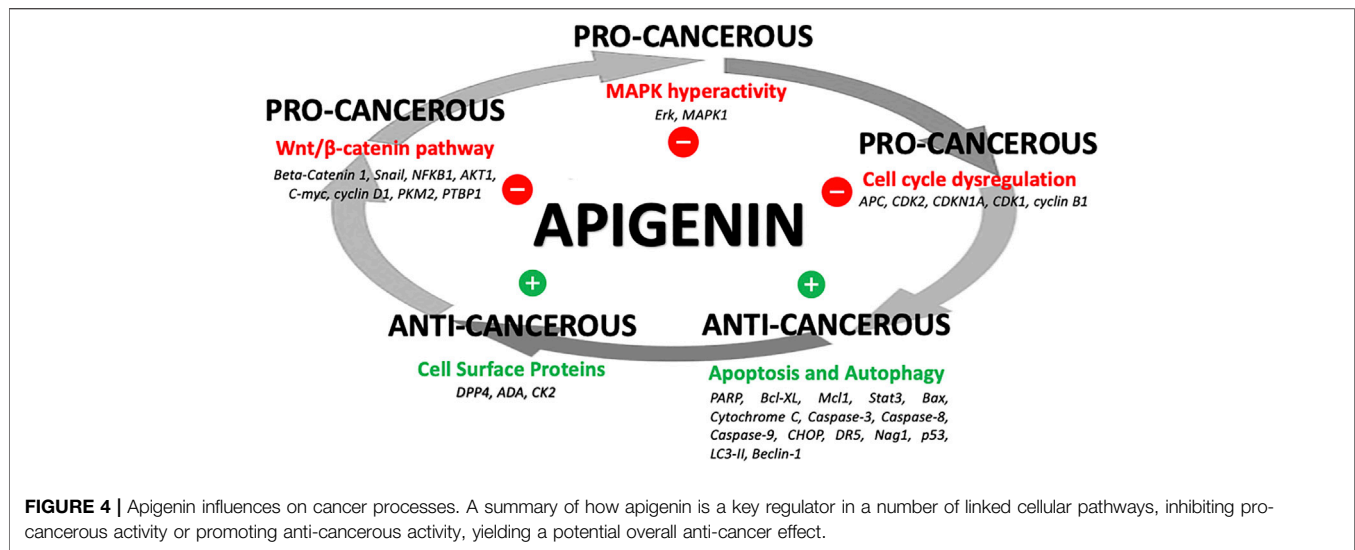 PRO-CANCEROUS
MAPK hyperactivity
Erk, MAPK1
PRO-CANCEROUS
Wnt/β-catenin pathway
Beta-Catenin 1, Snail, NFKB1, AKT1,
C-myc, cyclin D1, PKM2, PTBP1
PRO-CANCEROUS
Cell cycle dysregulation
APC, CDK2, CDKN1A, CDK1, cyclin B1
APIGENIN
ANTI-CANCEROUS
Cell Surface Proteins
DPP4, ADA, CK2
ANTI-CANCEROUS
Apoptosis and Autophagy
PARP, Bcl-XL, Mcl1, Stat3, Bax,
Cytochrome C, Caspase-3, Caspase-8,
Caspase-9, CHOP, DR5, Nag1, p53,
LC3-II, Beclin-1
FIGURE 4 | Apigenin influences on cancer processes. A summary of how apigenin is a key regulator in a number of linked cellular pathways, inhibiting pro-
cancerous activity or promoting anti-cancerous activity, yielding a potential overall anti-cancer effect.